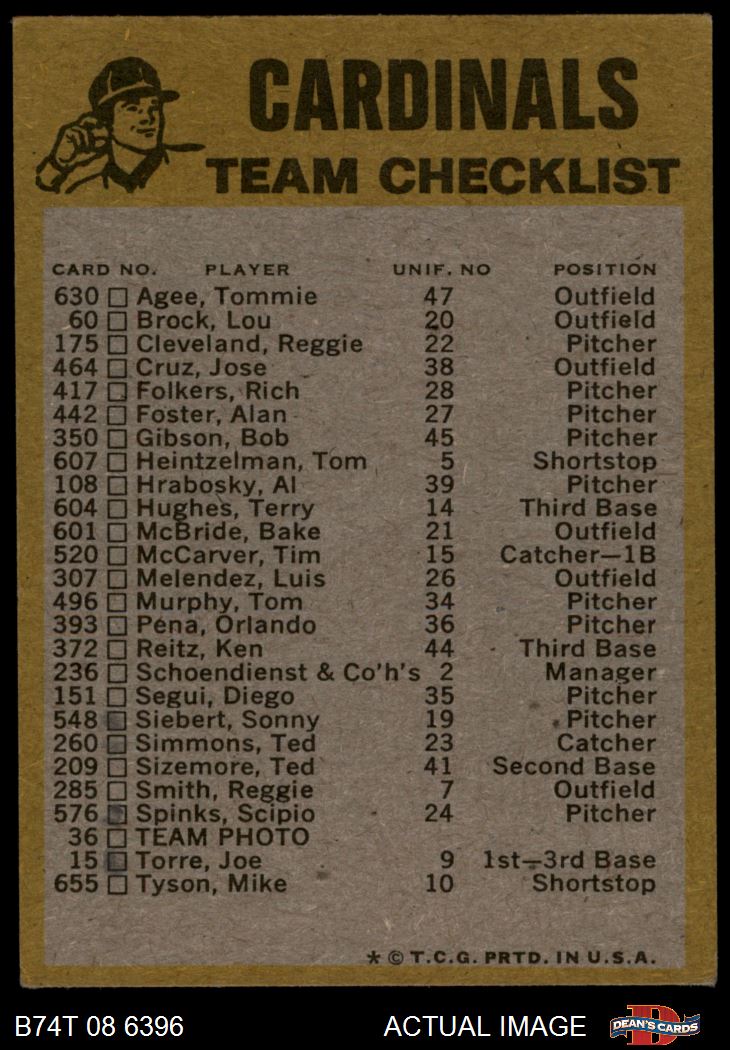 CARDINALS
TEAM CHECKLIST
CARD NO. PLAYER UNIF. NO POSITION
630 Agee, Tommie 47 Outfield
60 Brock, Lou 20 Outfield
175 Cleveland, Reggie 22 Pitcher
464 Cruz, Jose 38 Outfield
417 Folkers, Rich 28 Pitcher
442 Foster, Alan 27 Pitcher
350 Gibson, Bob 45 Pitcher
607 Heintzelman, Tom 5 Shortstop
108 Hrabosky, Al 39 Pitcher
604 Hughes, Terry 14 Third Base
601 McBride, Bake 21 Outfield
520 McCarver, Tim 15 Catcher—1B
307 Melendez, Luis 26 Outfield
496 Murphy, Tom 34 Pitcher
393 Pena, Orlando 36 Pitcher
372 Reitz, Ken 44 Third Base
236 Schoendienst & Co'h's 2 Manager
151 Segui, Diego 35 Pitcher
548 Siebert, Sonny 19 Pitcher
260 Simmons, Ted 23 Catcher
209 Sizemore, Ted 41 Second Base
285 Smith, Reggie 7 Outfield
576 Spinks, Scipio 24 Pitcher
36 TEAM PHOTO
15 Torre, Joe 9 1st—3rd Base
655 Tyson, Mike 10 Shortstop
* © T.C.G. PRTD. IN U.S.A.
B74T 08 6396 ACTUAL IMAGE DEAN'S CARDS